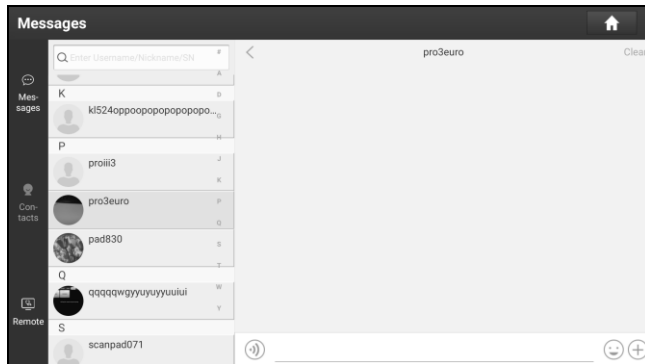 Messages
Enter Username/Nickname/SN
pro3euro
Clear
Mes-
sages
Con-
tacts
Remote
K
kl524oppoopopopopopopo...
P
proiii3
pro3euro
pad830
Q
qqqqqwgyyuyuyyuuiui
S
scanpad071
#
A
D
G
H
J
K
P
Q
S
T
W
Y